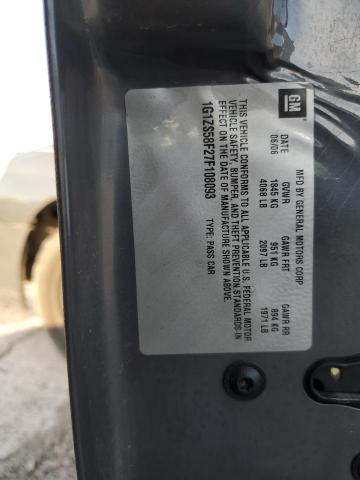 GM
MFD BY GENERAL MOTORS CORP
DATE GVWR GAWR FRT GAWR RR
06/06 1845 KG 951 KG 894 KG
4068 LB 2097 LB 1971 LB
THIS VEHICLE CONFORMS TO ALL APPLICABLE U.S. FEDERAL MOTOR
VEHICLE SAFETY, BUMPER, AND THEFT PREVENTION STANDARDS IN
EFFECT ON THE DATE OF MANUFACTURE SHOWN ABOVE.
1G1ZS58F27F108093 TYPE: PASS CAR